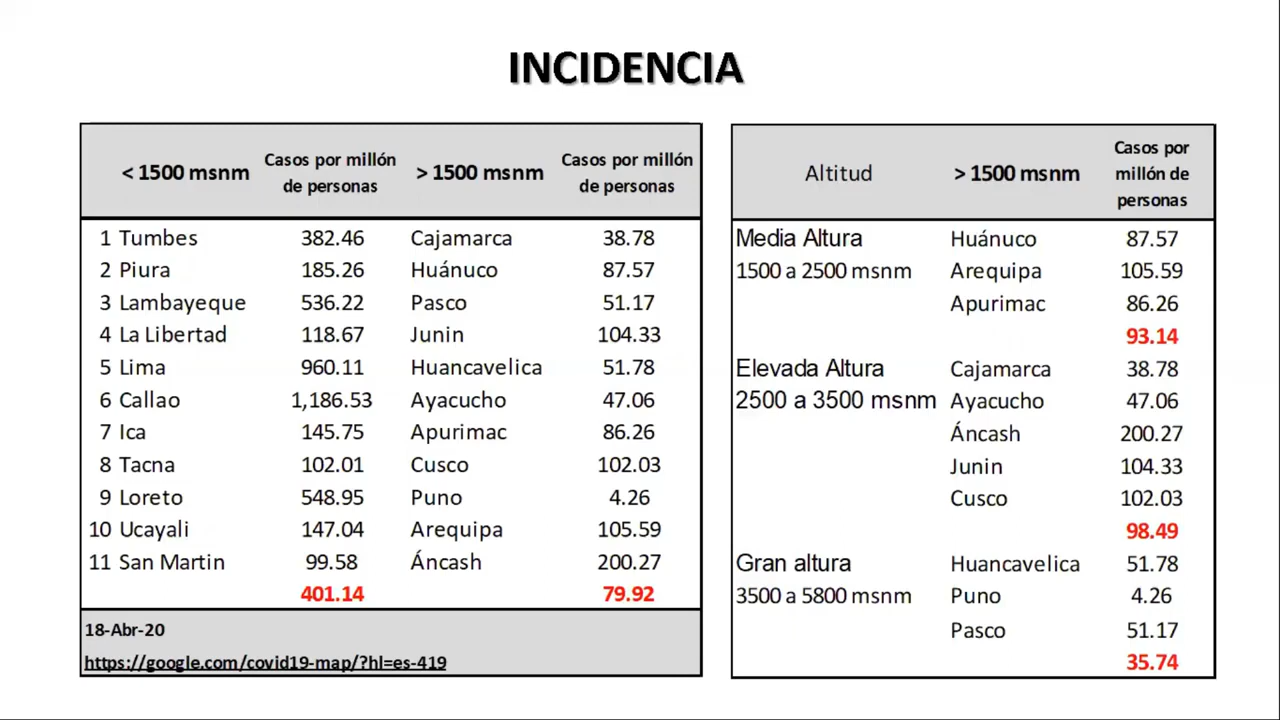 INCIDENCIA
< 1500 msnm Casos por millón de personas > 1500 msnm Casos por millón de personas
1 Tumbes 382.46 Cajamarca 38.78
2 Piura 185.26 Huánuco 87.57
3 Lambayeque 536.22 Pasco 51.17
4 La Libertad 118.67 Junin 104.33
5 Lima 960.11 Huancavelica 51.78
6 Callao 1,186.53 Ayacucho 47.06
7 Ica 145.75 Apurimac 86.26
8 Tacna 102.01 Cusco 102.03
9 Loreto 548.95 Puno 4.26
10 Ucayali 147.04 Arequipa 105.59
11 San Martin 99.58 Áncash 200.27
401.14 79.92
18-Abr-20
https://google.com/covid19-map/?hl=es-419
Altitud > 1500 msnm Casos por millón de personas
Media Altura Huánuco 87.57
1500 a 2500 msnm Arequipa 105.59
Apurimac 86.26
93.14
Elevada Altura Cajamarca 38.78
2500 a 3500 msnm Ayacucho 47.06
Áncash 200.27
Junin 104.33
Cusco 102.03
98.49
Gran altura Huancavelica 51.78
3500 a 5800 msnm Puno 4.26
Pasco 51.17
35.74